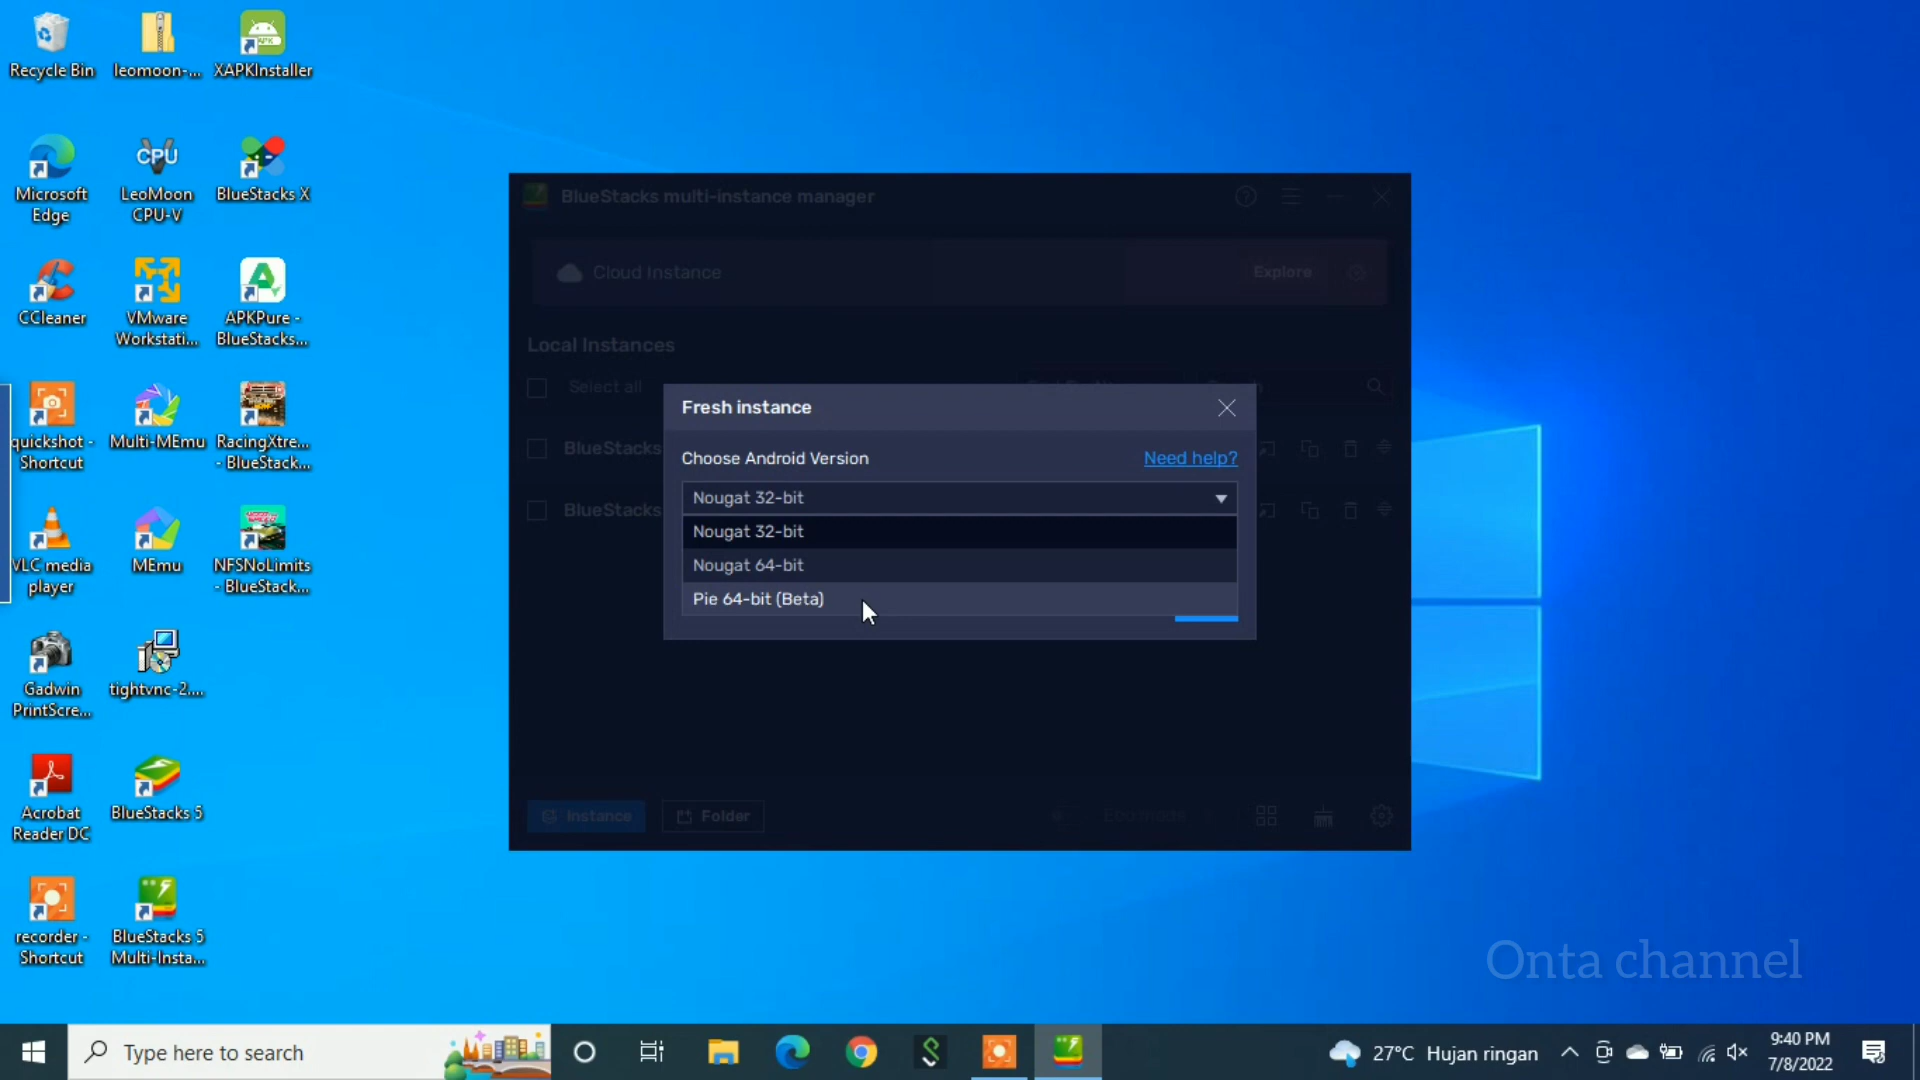 Recycle Bin
leomoon-...
XAPKInstaller
Microsoft
Edge
LeoMoon
CPU-V
BlueStacks X
CCleaner
VMware
Workstati...
APKPure -
BlueStacks...
quickshot -
Shortcut
Multi-MEmu
RacingXtre...
- BlueStack...
VLC media
player
MEmu
NFSNoLimits
- BlueStack...
Gadwin
PrintScre...
tightvnc-2....
Acrobat
Reader DC
BlueStacks 5
recorder -
Shortcut
BlueStacks 5
Multi-Insta...
CPU
APK
BlueStacks multi-instance manager
Cloud Instance
Explore
Local Instances
Select all
BlueStacks
BlueStacks
Fresh instance
Choose Android Version
Need help?
Nougat 32-bit
Nougat 32-bit
Nougat 64-bit
Pie 64-bit (Beta)
Instance
Folder
Eco mode
Onta channel
Type here to search
27°C Hujan ringan
9:40 PM
7/8/2022